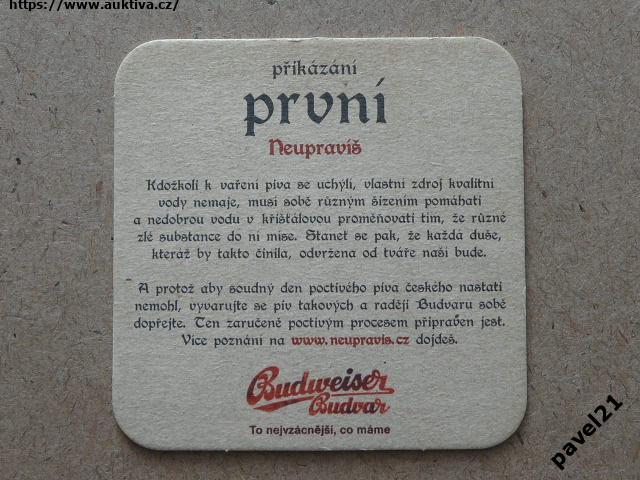 https://www.auktiva.cz/
přikázání
první
Neupravíš
Kdožkoli k vaření piva se uchýlí, vlastní zdroj kvalitní
vody nemaje, musí sobě různým šizením pomáhati
a nedobrou vodu v křišťálovou proměňovati tím, že různé
zlé substance do ní mísе. Staneť se pak, že každá duše,
kteráž by takto činila, odvržena od tváře naší bude.
A protož aby soudný den poctivého piva českého nastati
nemohl, vyvarujte se piv takových a raději Budvaru sobě
dopřejte. Ten zaručeně poctivým procesem připraven jest.
Více poznání na www.neupravis.cz dojdeš.
Budweiser
Budvar
To nejvzácnější, co máme
pavel21